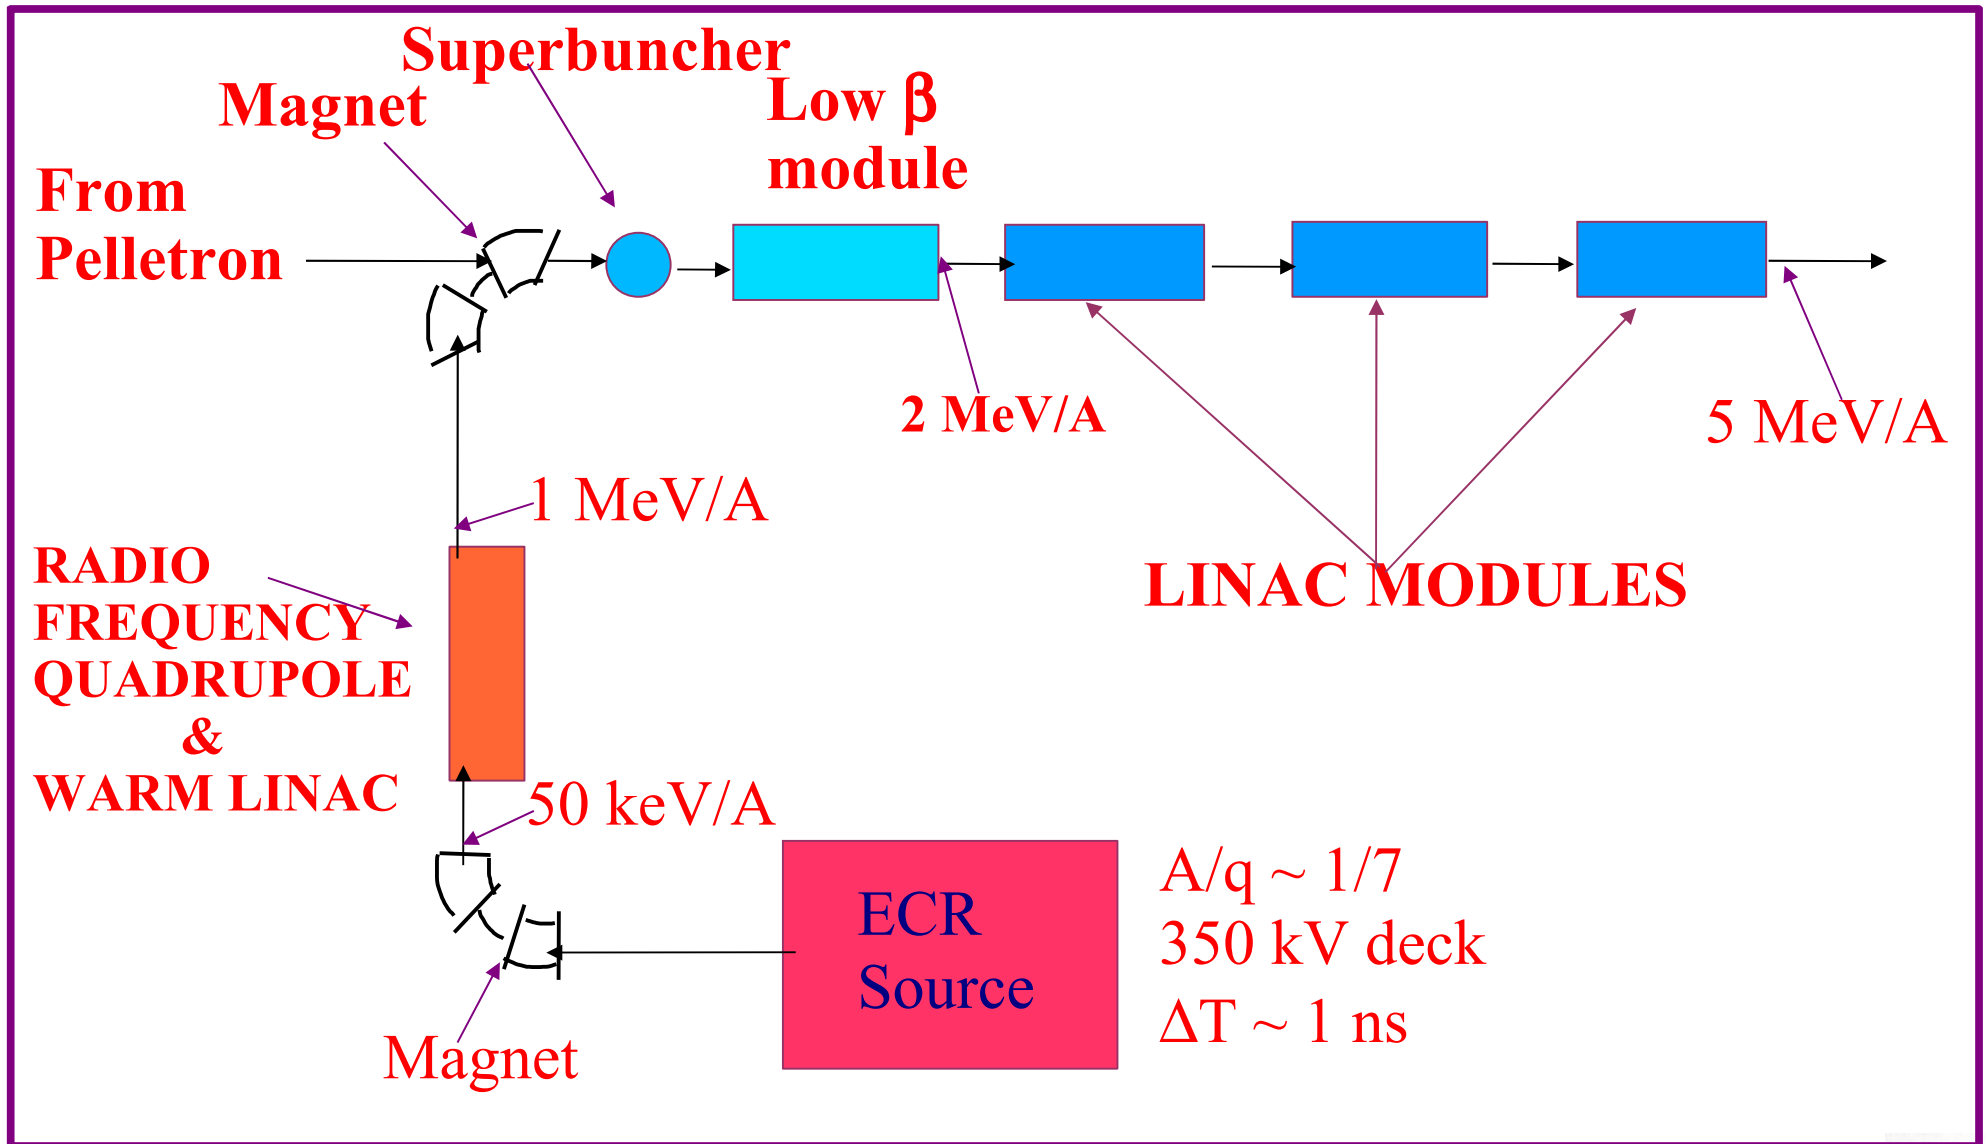 Superbuncher
Magnet
Low β
module
From
Pelletron
2 MeV/A
5 MeV/A
1 MeV/A
RADIO
FREQUENCY
QUADRUPOLE
&
WARM LINAC
LINAC MODULES
50 keV/A
ECR
Source
A/q ~ 1/7
350 kV deck
ΔT ~ 1 ns
Magnet